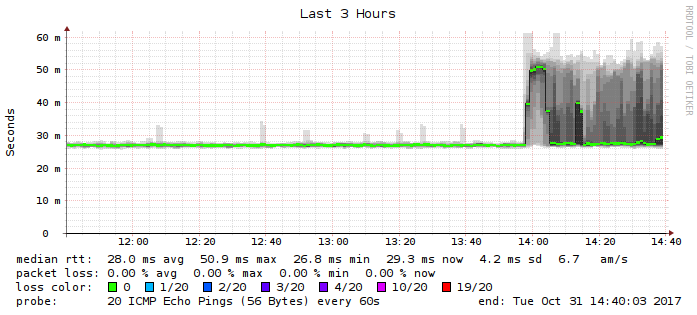 Last 3 Hours
RRDTOOL / TOBI OETIKER
Seconds
60 m
50 m
40 m
30 m
20 m
10 m
0
12:00 12:20 12:40 13:00 13:20 13:40 14:00 14:20 14:40
median rtt: 28.0 ms avg 50.9 ms max 26.8 ms min 29.3 ms now 4.2 ms sd 6.7 am/s
packet loss: 0.00 % avg 0.00 % max 0.00 % min 0.00 % now
loss color: 0 1/20 2/20 3/20 4/20 10/20 19/20
probe: 20 ICMP Echo Pings (56 Bytes) every 60s end: Tue Oct 31 14:40:03 2017